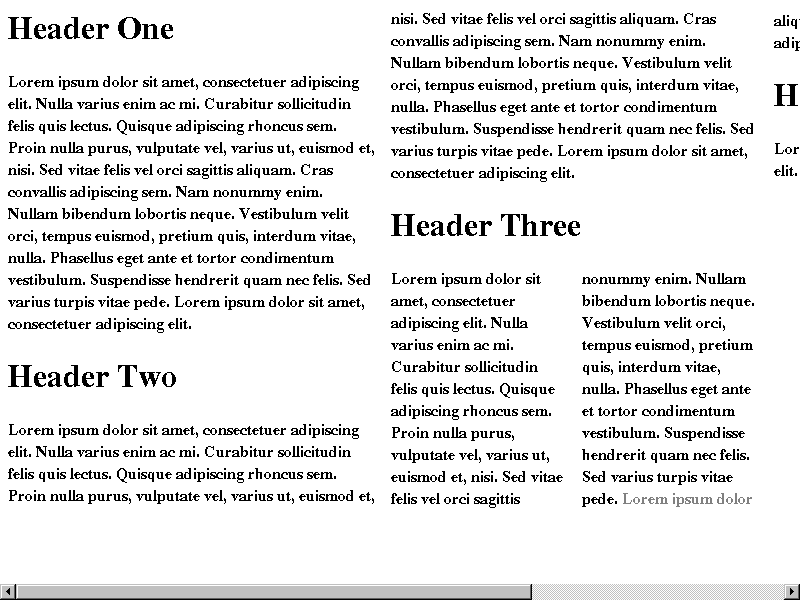 Header One
Lorem ipsum dolor sit amet, consectetuer adipiscing
elit. Nulla varius enim ac mi. Curabitur sollicitudin
felis quis lectus. Quisque adipiscing rhoncus sem.
Proin nulla purus, vulputate vel, varius ut, euismod et,
nisi. Sed vitae felis vel orci sagittis aliquam. Cras
convallis adipiscing sem. Nam nonummy enim.
Nullam bibendum lobortis neque. Vestibulum velit
orci, tempus euismod, pretium quis, interdum vitae,
nulla. Phasellus eget ante et tortor condimentum
vestibulum. Suspendisse hendrerit quam nec felis. Sed
varius turpis vitae pede. Lorem ipsum dolor sit amet,
consectetuer adipiscing elit.
Header Two
Lorem ipsum dolor sit amet, consectetuer adipiscing
elit. Nulla varius enim ac mi. Curabitur sollicitudin
felis quis lectus. Quisque adipiscing rhoncus sem.
Proin nulla purus, vulputate vel, varius ut, euismod et,
nisi. Sed vitae felis vel orci sagittis aliquam. Cras
convallis adipiscing sem. Nam nonummy enim.
Nullam bibendum lobortis neque. Vestibulum velit
orci, tempus euismod, pretium quis, interdum vitae,
nulla. Phasellus eget ante et tortor condimentum
vestibulum. Suspendisse hendrerit quam nec felis. Sed
varius turpis vitae pede. Lorem ipsum dolor sit amet,
consectetuer adipiscing elit.
Header Three
Lorem ipsum dolor sit
amet, consectetuer
adipiscing elit. Nulla
varius enim ac mi.
Curabitur sollicitudin
felis quis lectus. Quisque
adipiscing rhoncus sem.
Proin nulla purus,
vulputate vel, varius ut,
euismod et, nisi. Sed vitae
felis vel orci sagittis
nonummy enim. Nullam
bibendum lobortis neque.
Vestibulum velit orci,
tempus euismod, pretium
quis, interdum vitae,
nulla. Phasellus eget ante
et tortor condimentum
vestibulum. Suspendisse
hendrerit quam nec felis.
Sed varius turpis vitae
pede. Lorem ipsum dolor
elit.